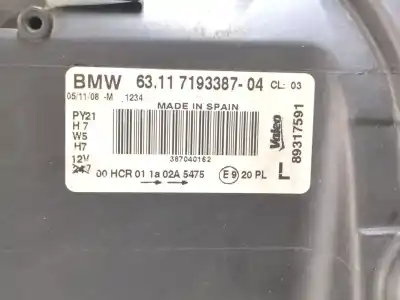 BMW 63.11 7193387-04 CL: 03
05/11/08 -M 1234
MADE IN SPAIN
PY21
H7
W5
H7
12V
387040162
Valeo
89317591
00 HCR 01 1a 02A 5475
E9 20 PL